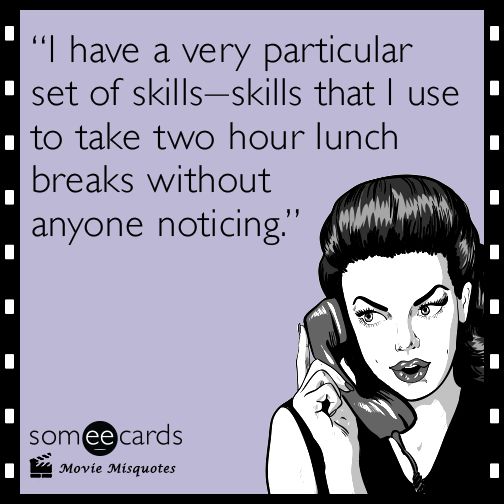 “I have a very particular
set of skills—skills that I use
to take two hour lunch
breaks without
anyone noticing.”
someecards
Movie Misquotes